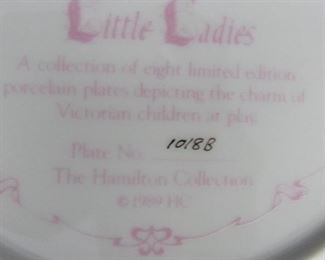 Little Ladies
A collection of eight limited edition
porcelain plates depicting the charm of
Victorian children at play.
Plate No. 1018B
The Hamilton Collection
© 1989 HC